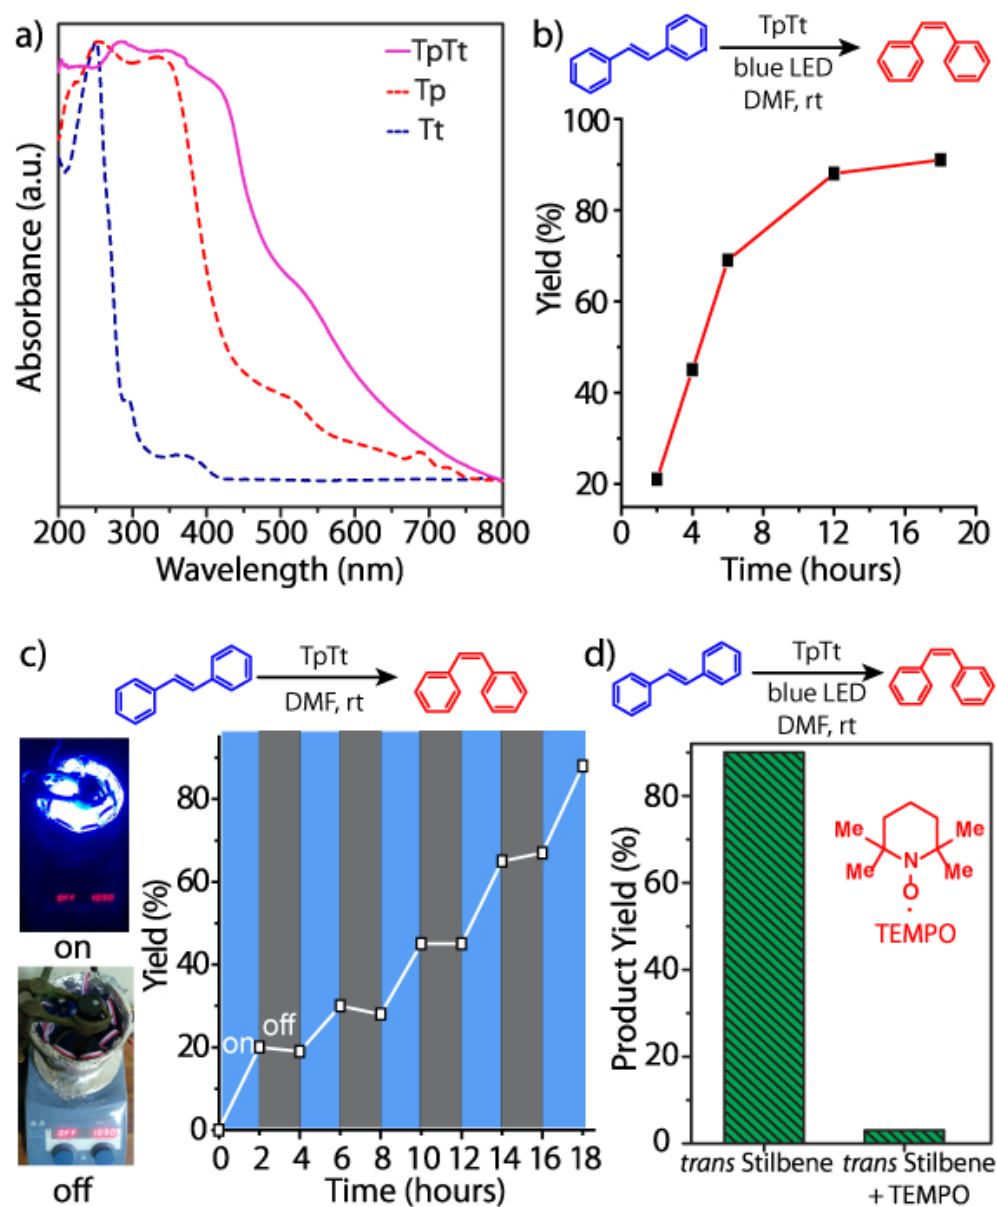 a)
TpTt
Tp
Tt
Absorbance (a.u.)
200 300 400 500 600 700 800
Wavelength (nm)
b)
TpTt
blue LED
DMF, rt
100
80
60
40
20
Yield (%)
0 4 8 12 16 20
Time (hours)
c)
TpTt
DMF, rt
on
off
80
60
40
20
0
Yield (%)
on
off
0 2 4 6 8 10 12 14 16 18
Time (hours)
d)
TpTt
blue LED
DMF, rt
80
60
40
20
0
Product Yield (%)
Me Me
Me N Me
O
TEMPO
trans Stilbene trans Stilbene
+ TEMPO